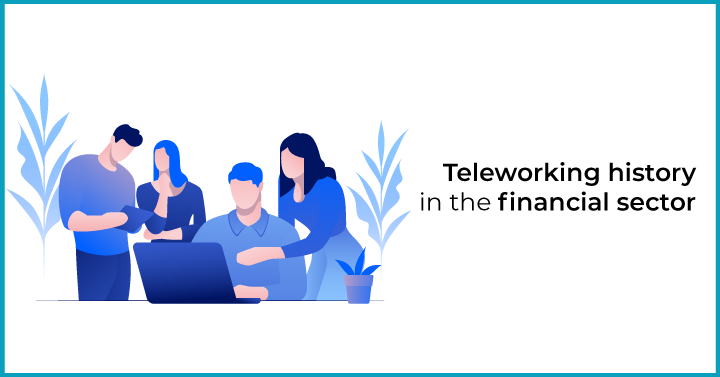 Teleworking history
in the financial sector